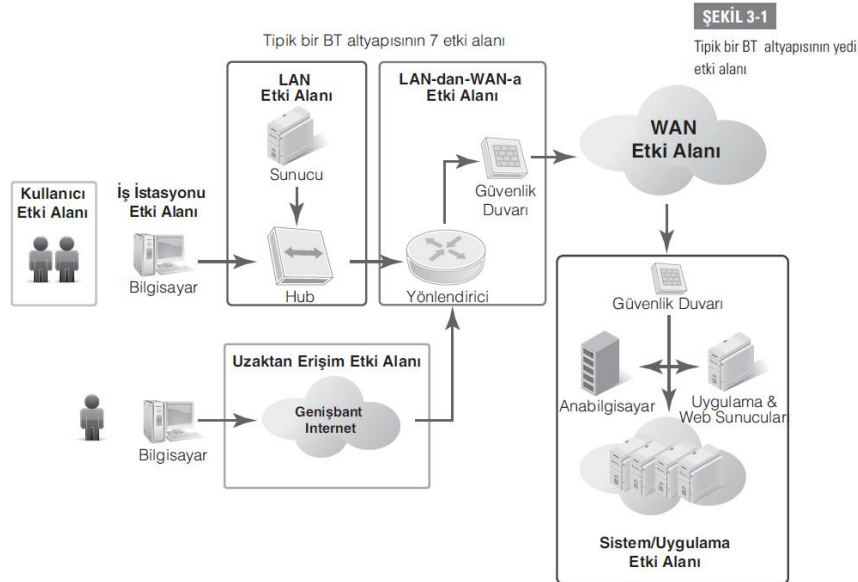 ŞEKİL 3-1
Tipik bir BT altyapısının yedi
etki alanı
Tipik bir BT altyapısının 7 etki alanı
LAN
Etki Alanı
Sunucu
Hub
LAN-dan-WAN-a
Etki Alanı
Güvenlik
Duvarı
Yönlendirici
WAN
Etki Alanı
Kullanıcı
Etki Alanı
İş İstasyonu
Etki Alanı
Bilgisayar
Uzaktan Erişim Etki Alanı
Genişbant
Internet
Bilgisayar
Güvenlik Duvarı
Anabilgisayar
Uygulama &
Web Sunucuları
Sistem/Uygulama
Etki Alanı